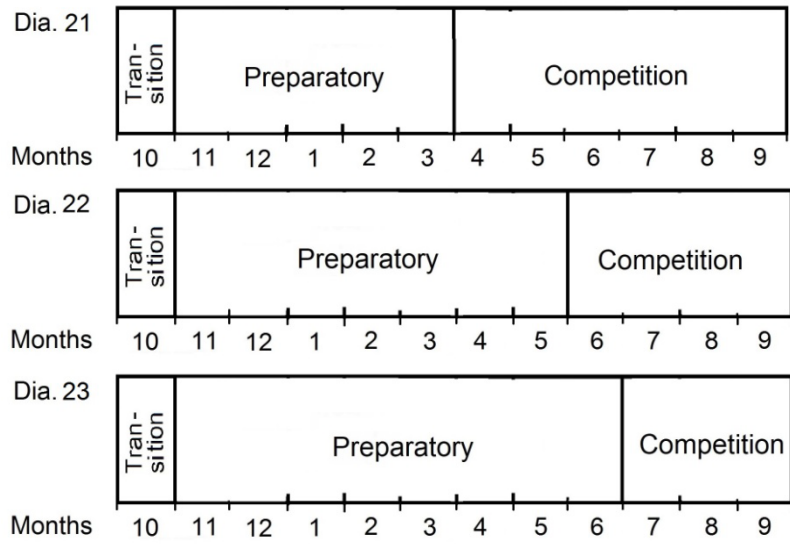 Dia. 21
Tran-
sition
Preparatory
Competition
Months 10 11 12 1 2 3 4 5 6 7 8 9
Dia. 22
Tran-
sition
Preparatory
Competition
Months 10 11 12 1 2 3 4 5 6 7 8 9
Dia. 23
Tran-
sition
Preparatory
Competition
Months 10 11 12 1 2 3 4 5 6 7 8 9